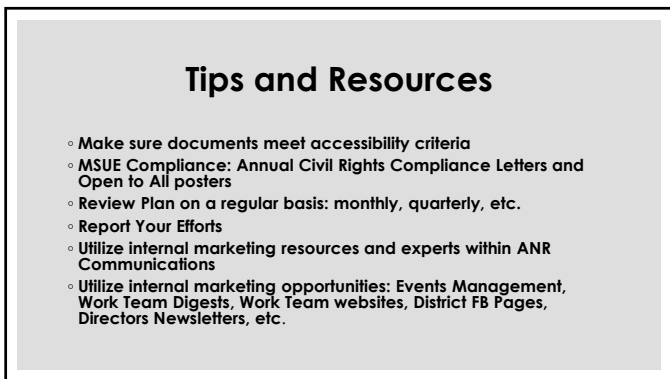 Tips and Resources
◦ Make sure documents meet accessibility criteria
◦ MSUE Compliance: Annual Civil Rights Compliance Letters and
Open to All posters
◦ Review Plan on a regular basis: monthly, quarterly, etc.
◦ Report Your Efforts
◦ Utilize internal marketing resources and experts within ANR
Communications
◦ Utilize internal marketing opportunities: Events Management,
Work Team Digests, Work Team websites, District FB Pages,
Directors Newsletters, etc.